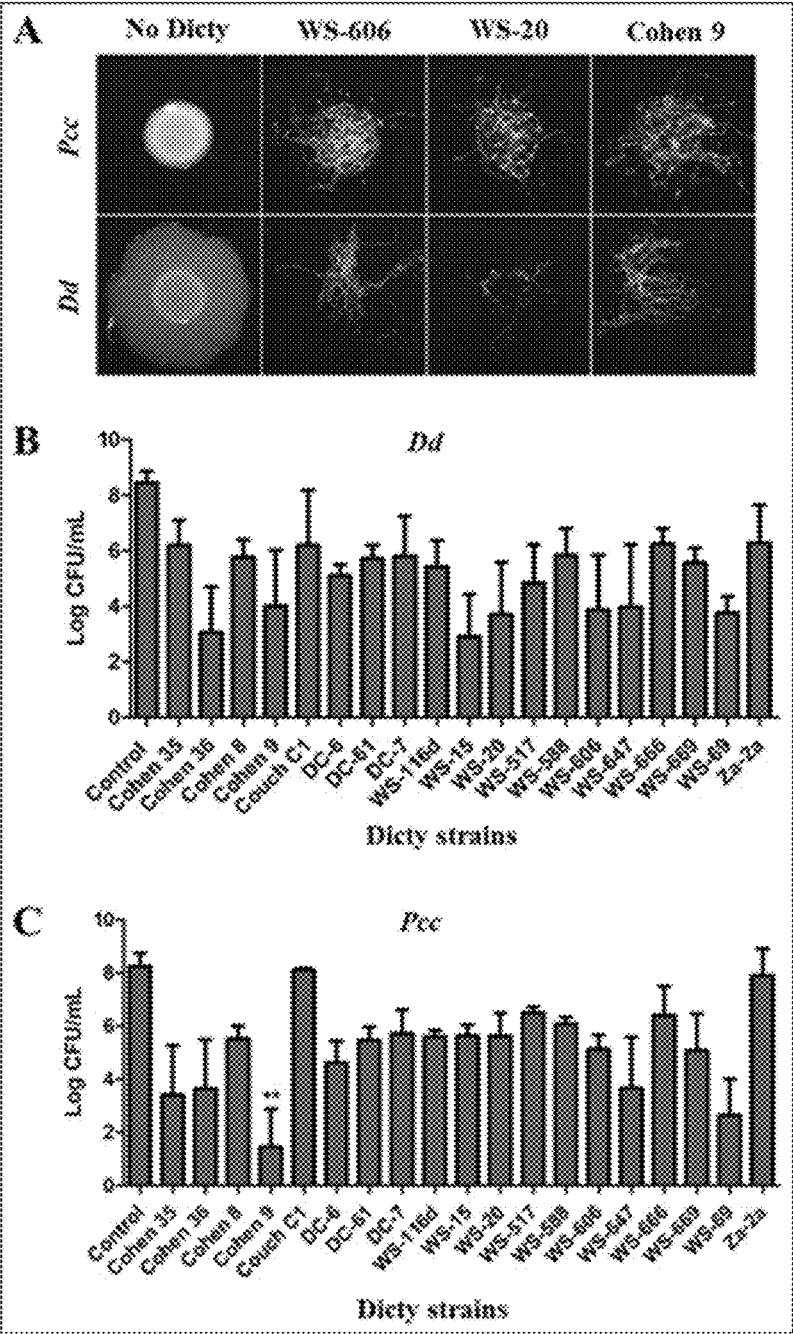 A
No Dicty WS-606 WS-20 Cohen 9
Pcc
Dd
B
Dd
10
8
6
4
2
0
Log CFU/mL
Control Cohen 35 Cohen 36 Cohen 8 Cohen 9 Couch C1 DC-6 DC-61 DC-7 WS-116d WS-15 WS-20 WS-517 WS-588 WS-606 WS-647 WS-666 WS-669 WS-69 Za-2a
Dicty strains
C
Pcc
10
8
6
4
2
0
Log CFU/mL
**
Control Cohen 35 Cohen 36 Cohen 8 Cohen 9 Couch C1 DC-6 DC-61 DC-7 WS-116d WS-15 WS-20 WS-517 WS-588 WS-606 WS-647 WS-666 WS-669 WS-69 Za-2a
Dicty strains